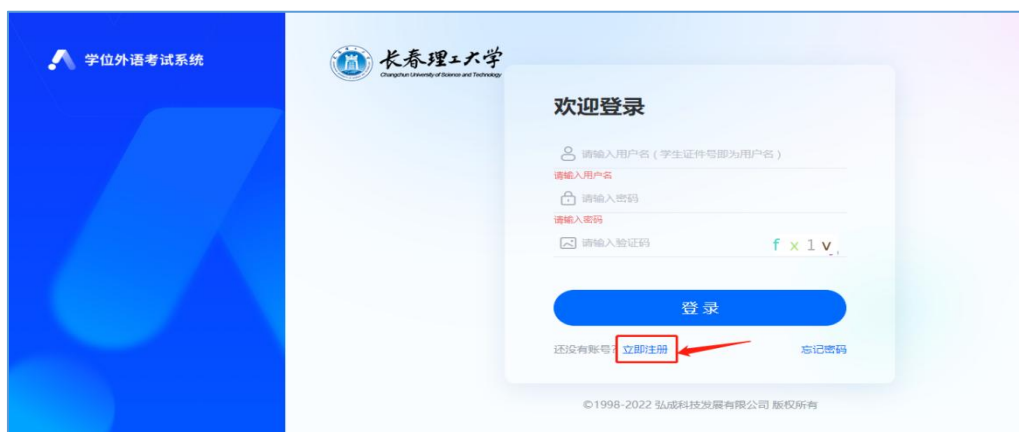 学位外语考试系统
长春理工大学
Changchun University of Science and Technology
欢迎登录
请输入用户名（学生证件号即为用户名）
请输入用户名
请输入密码
请输入密码
请输入验证码
f x 1 v
登 录
还没有账号? 立即注册
忘记密码
©1998-2022 弘成科技发展有限公司 版权所有